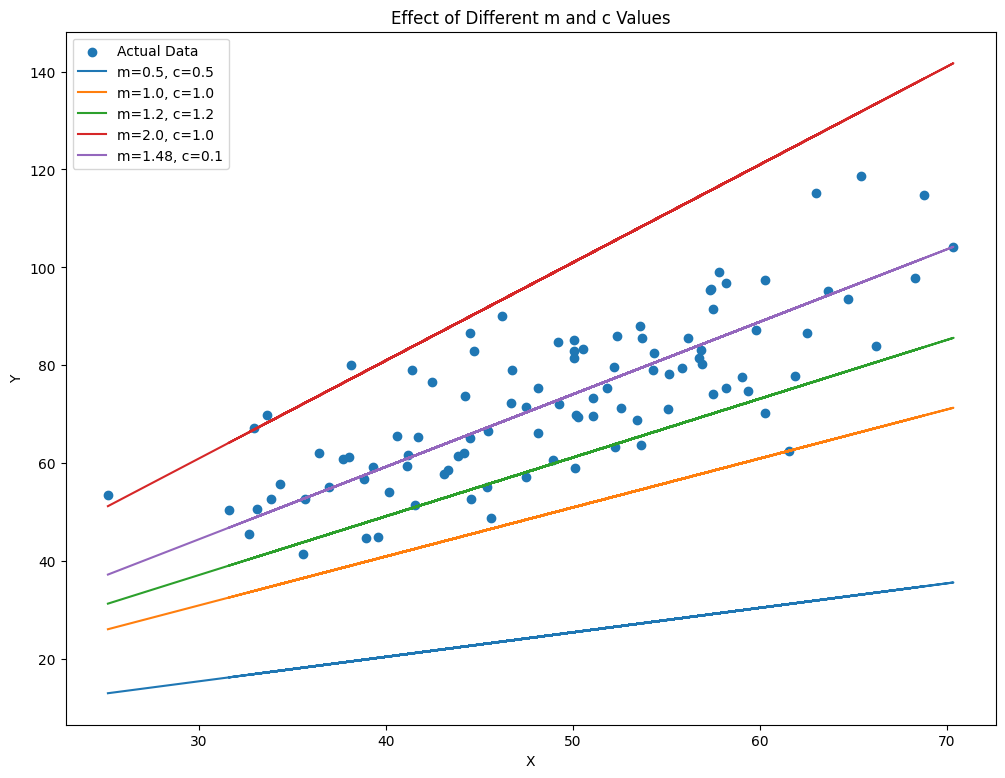 Effect of Different m and c Values
Actual Data
m=0.5, c=0.5
m=1.0, c=1.0
m=1.2, c=1.2
m=2.0, c=1.0
m=1.48, c=0.1
140
120
100
80
60
40
20
Y
30 40 50 60 70
X